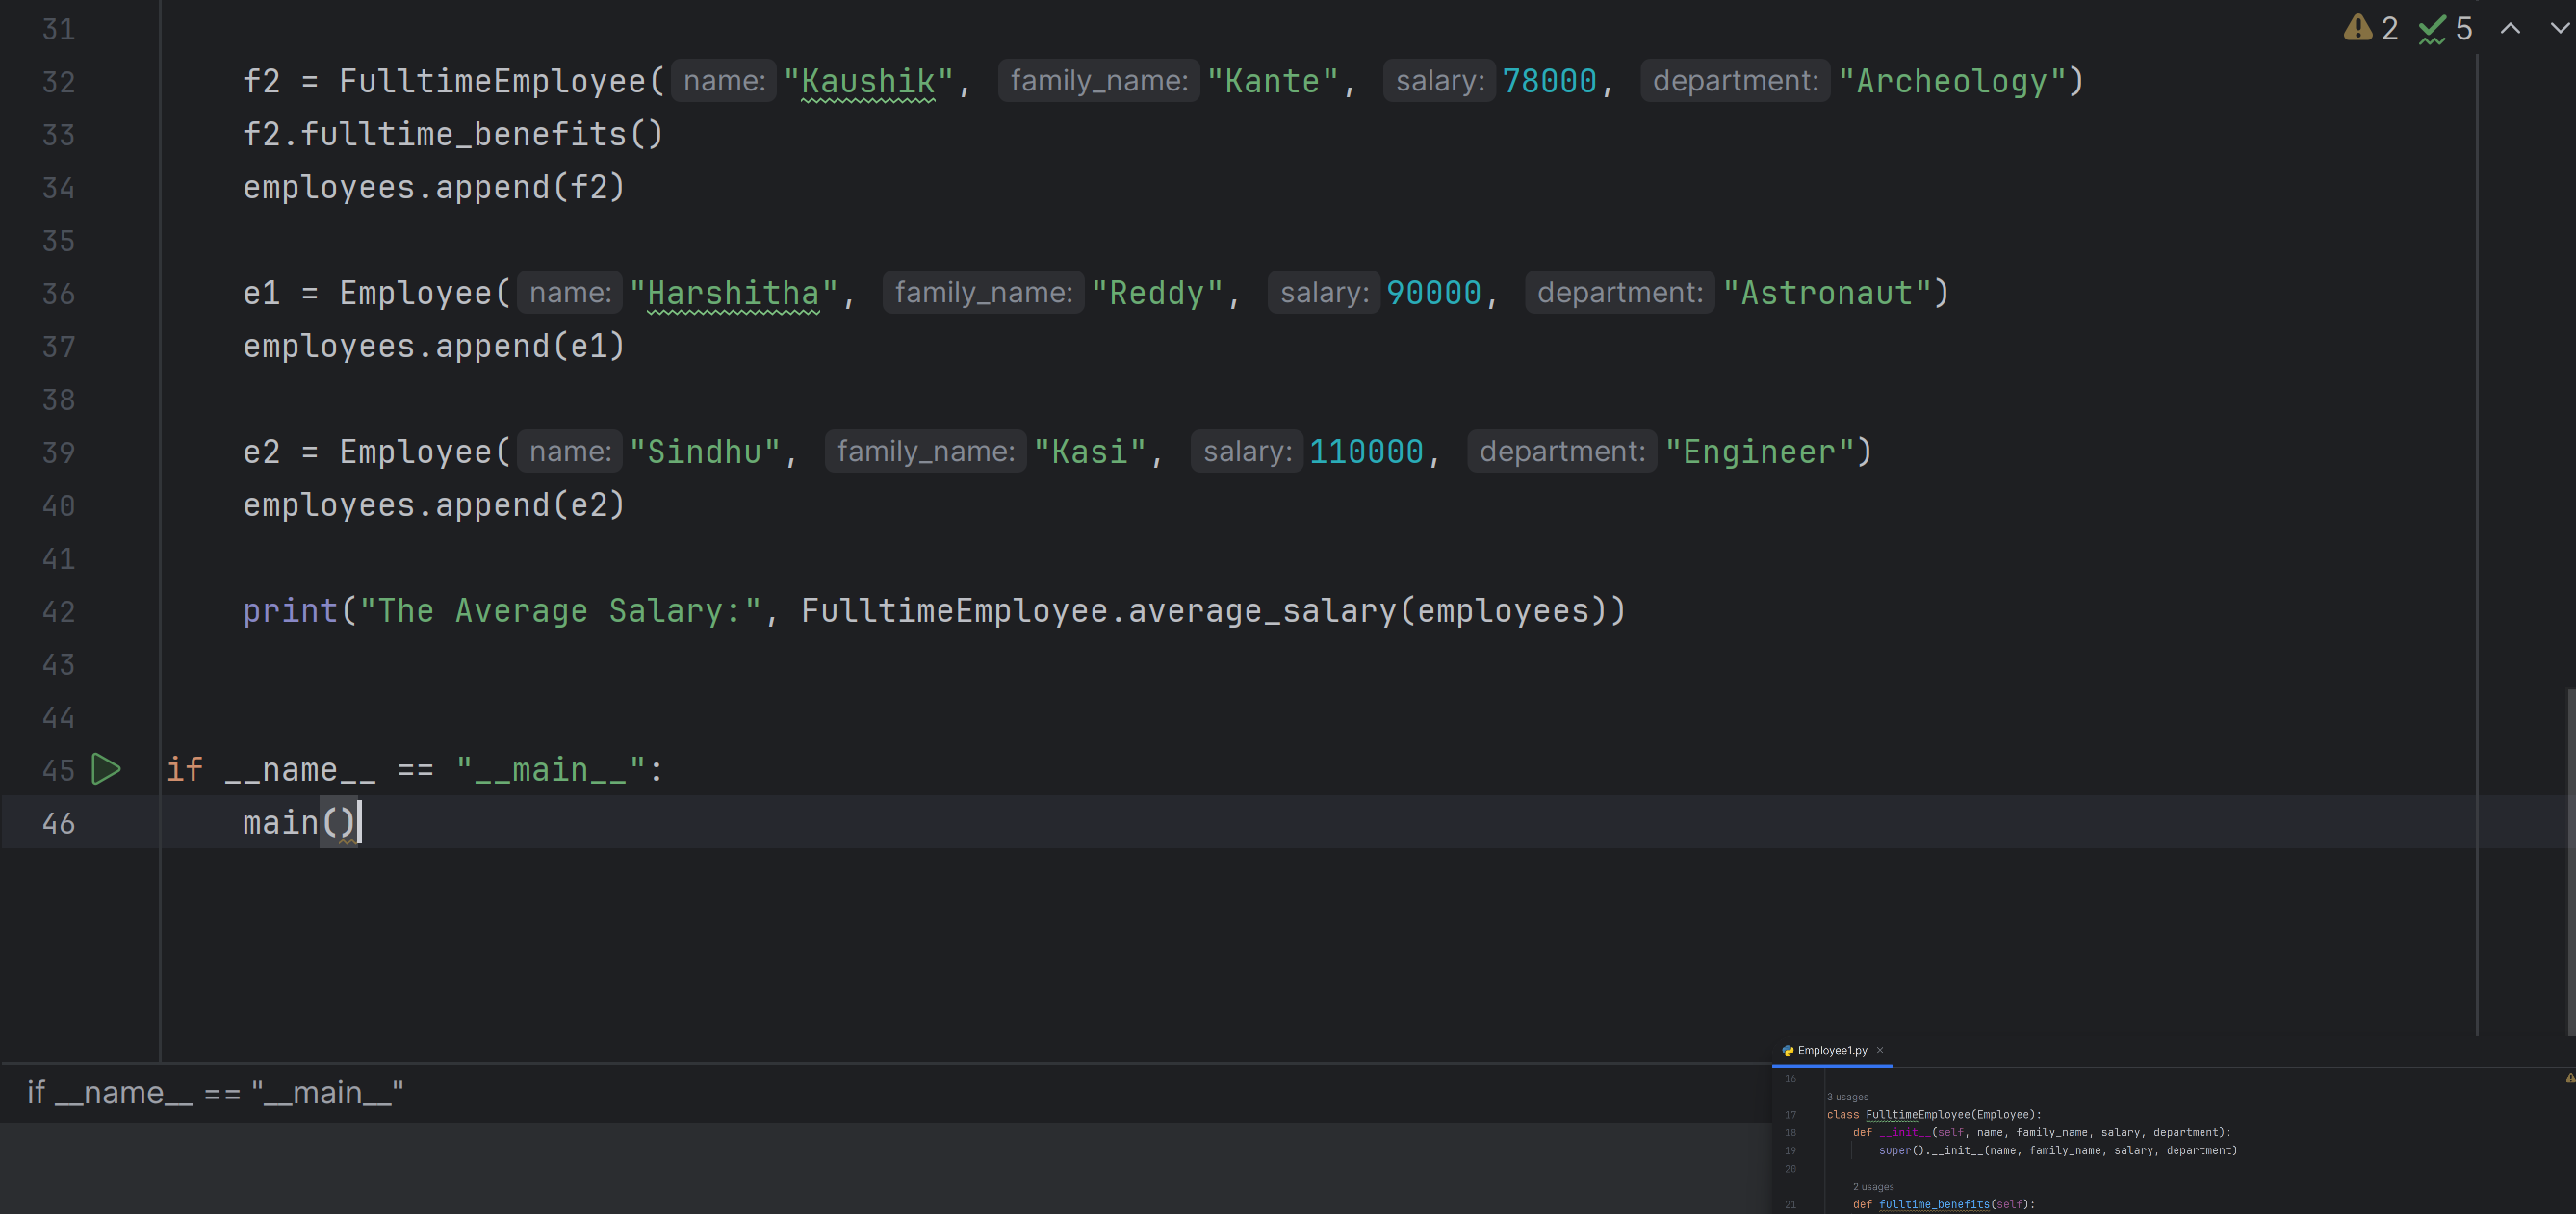 31
2 5
32 f2 = FulltimeEmployee( name: "Kaushik", family_name: "Kante", salary: 78000, department: "Archeology")
33 f2.fulltime_benefits()
34 employees.append(f2)
35
36 e1 = Employee( name: "Harshitha", family_name: "Reddy", salary: 90000, department: "Astronaut")
37 employees.append(e1)
38
39 e2 = Employee( name: "Sindhu", family_name: "Kasi", salary: 110000, department: "Engineer")
40 employees.append(e2)
41
42 print("The Average Salary:", FulltimeEmployee.average_salary(employees))
43
44
45 if __name__ == "__main__":
46 main()
if __name__ == "__main__"
Employee1.py ×
16
3 usages
17 class FulltimeEmployee(Employee):
18 def __init__(self, name, family_name, salary, department):
19 super().__init__(name, family_name, salary, department)
20
2 usages
21 def fulltime_benefits(self):